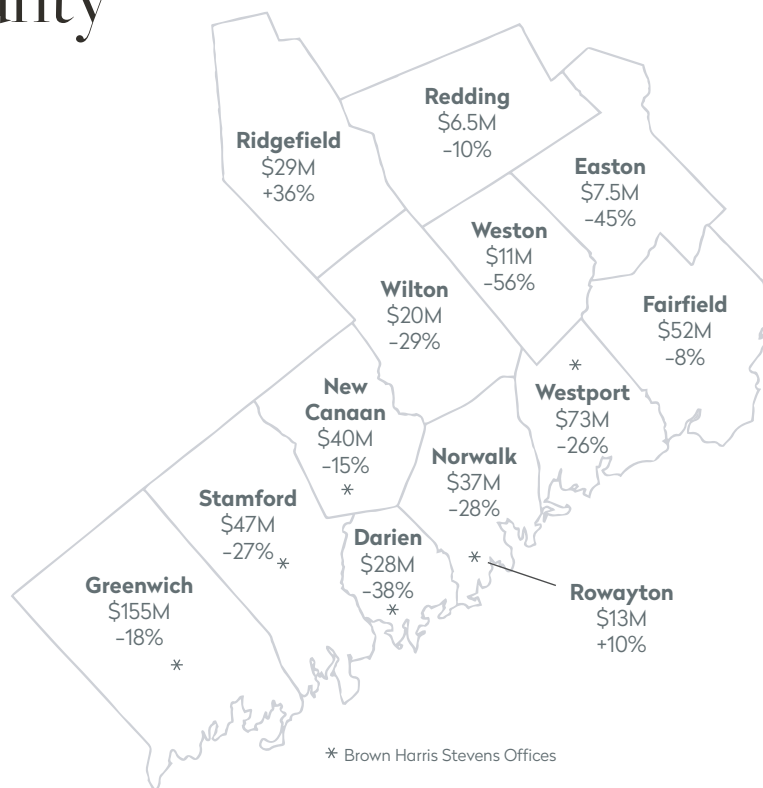 Redding
$6.5M
-10%
Ridgefield
$29M
+36%
Easton
$7.5M
-45%
Weston
$11M
-56%
Wilton
$20M
-29%
Fairfield
$52M
-8%
* Westport
$73M
-26%
New
Canaan
$40M
-15%
*
Norwalk
$37M
-28%
*
Stamford
$47M
-27% *
Darien
$28M
-38%
*
Greenwich
$155M
-18%
*
Rowayton
$13M
+10%
* Brown Harris Stevens Offices